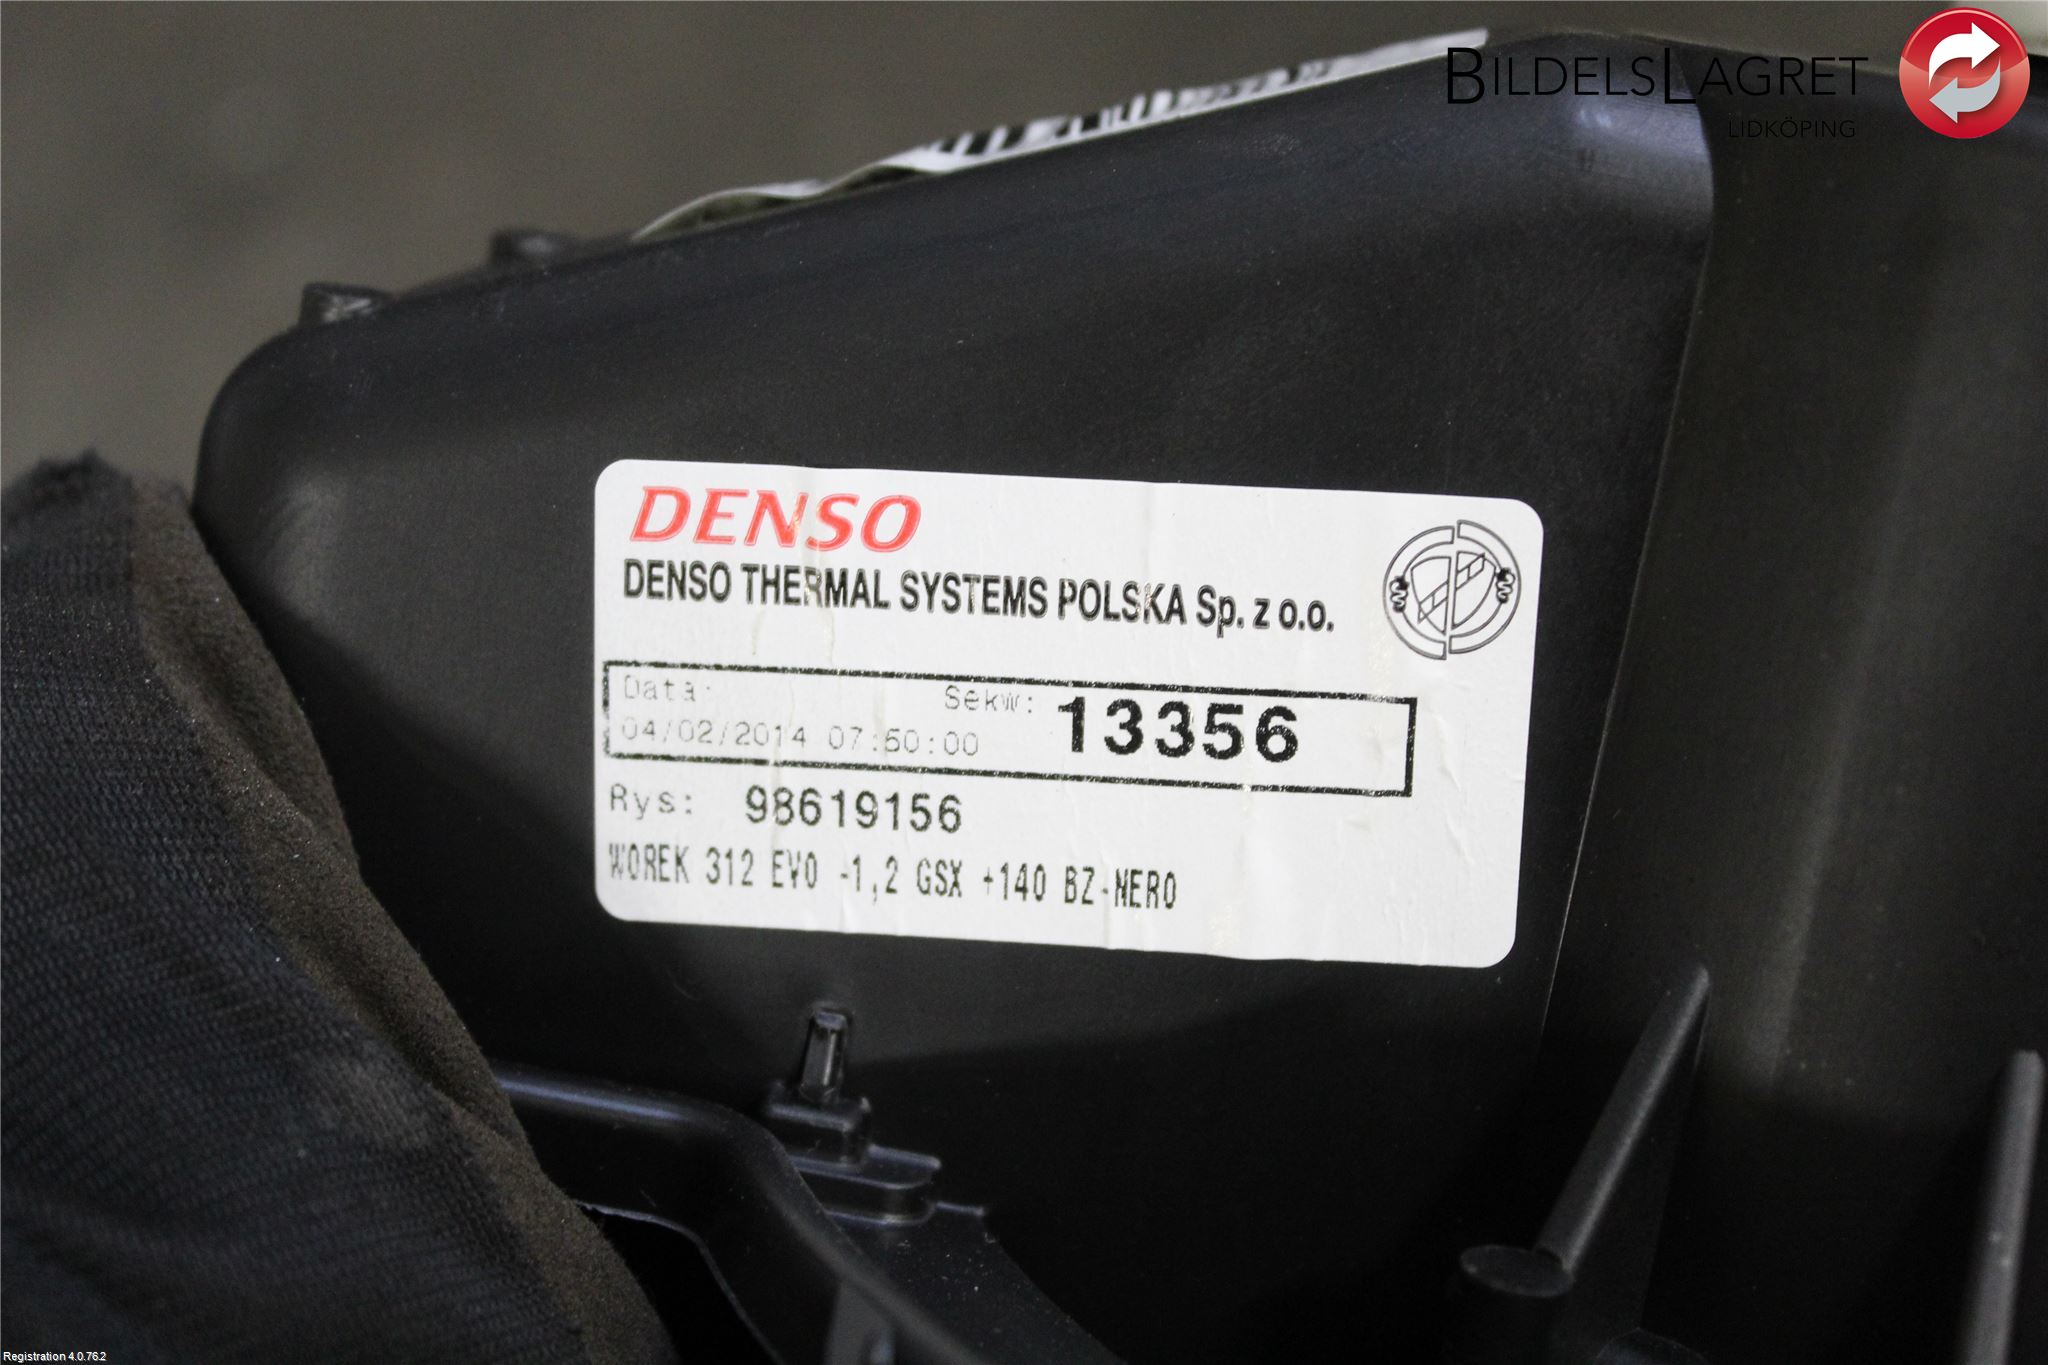 BILDELSLAGRET
LIDKÖPING
DENSO
DENSO THERMAL SYSTEMS POLSKA Sp. z o.o.
Data: Sekw: 13356
04/02/2014 07:50:00
Rys: 98619156
WOREK 312 EVO -1,2 GSX +140 BZ-NERO
Registration 4.0.76.2